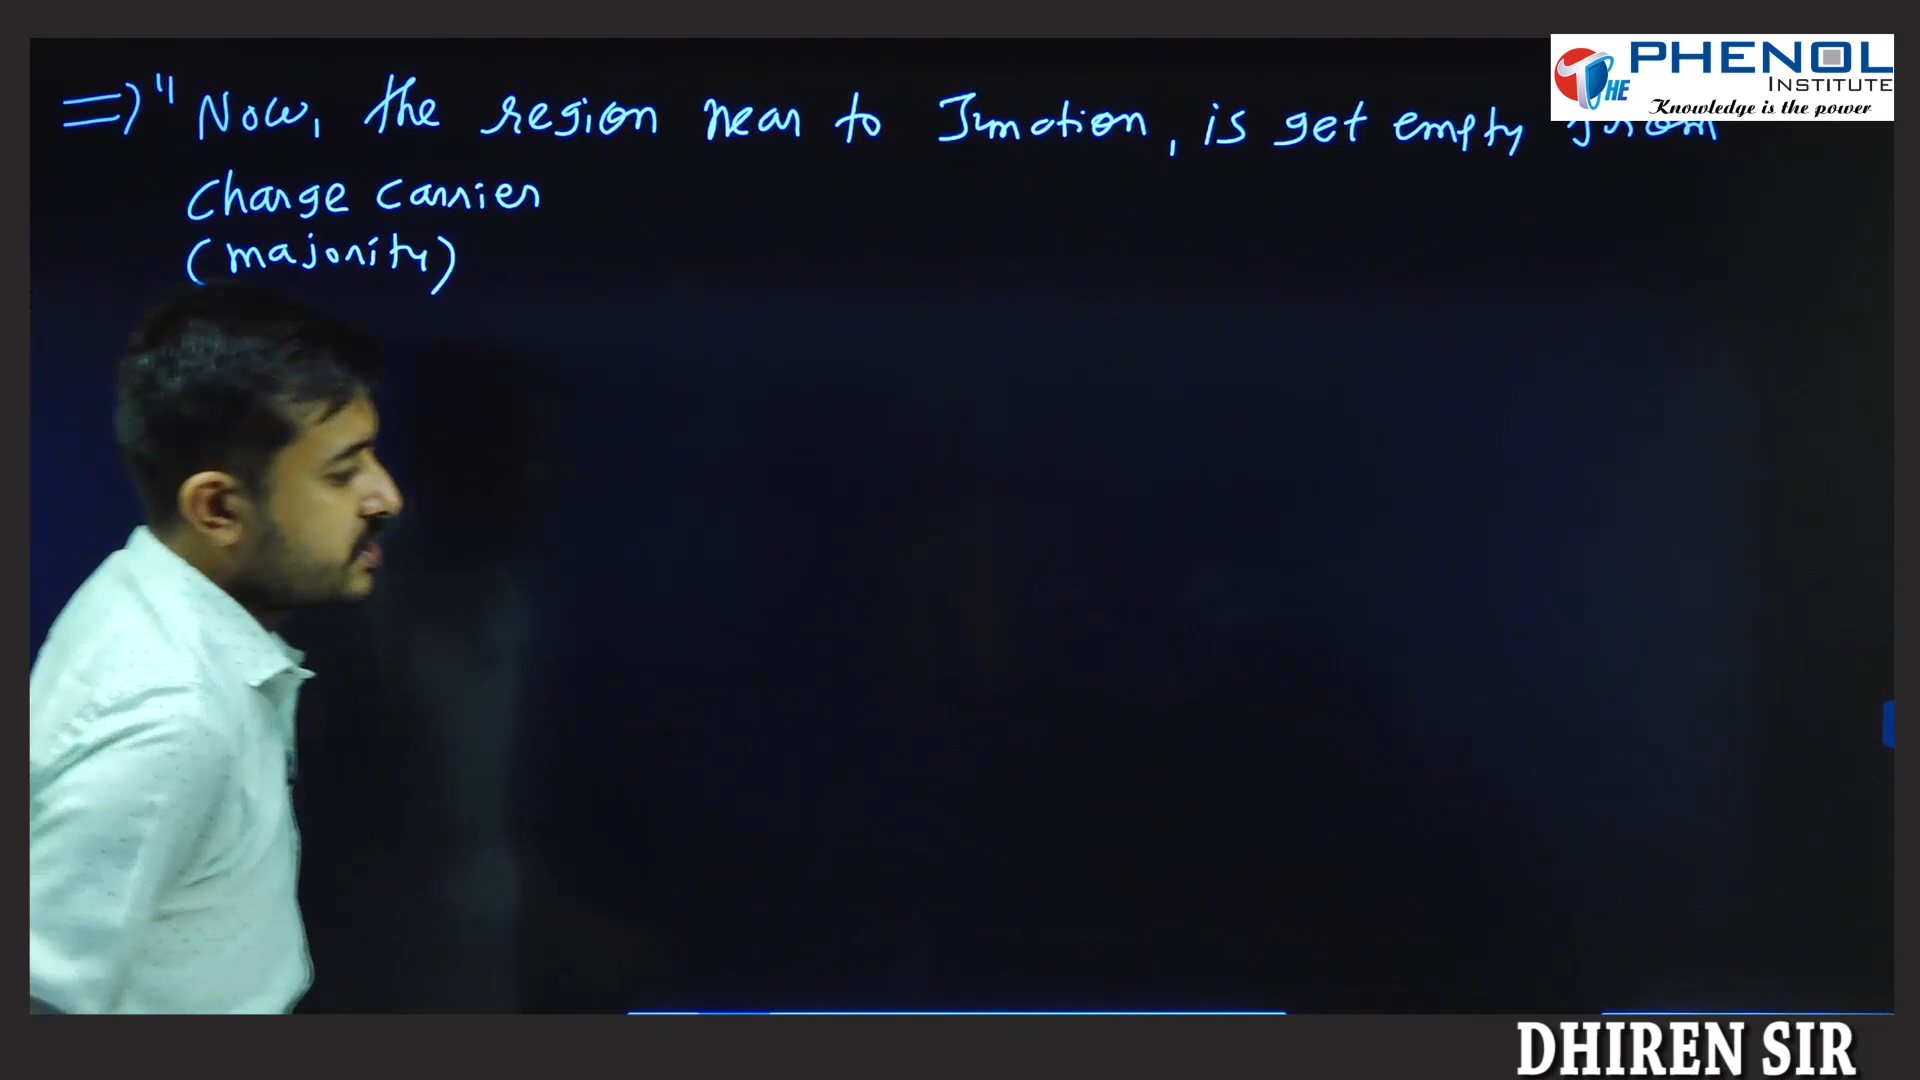 =) " Now, the region near to Junction, is get empty from
Charge carrier
(majority)
THE PHENOL
INSTITUTE
Knowledge is the power
DHIREN SIR